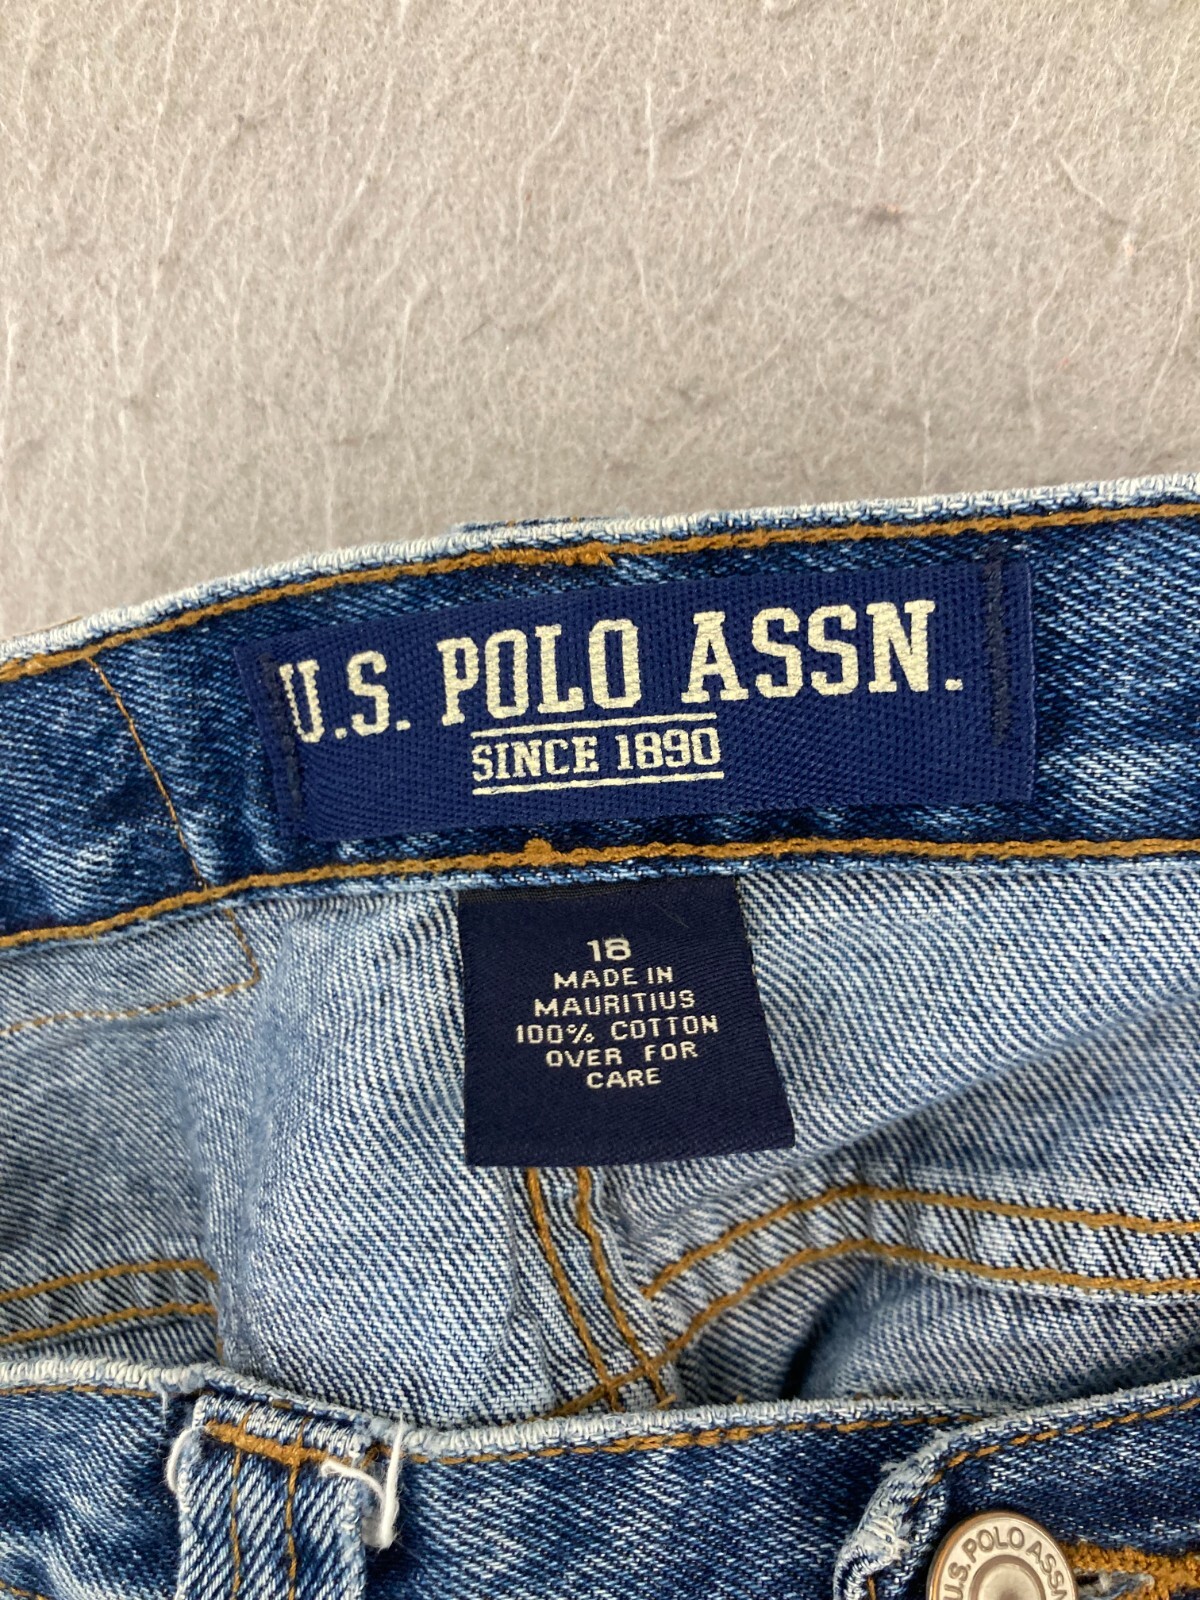 U.S. POLO ASSN.
SINCE 1890
18
MADE IN
MAURITIUS
100% COTTON
OVER FOR
CARE
U.S. POLO ASSN